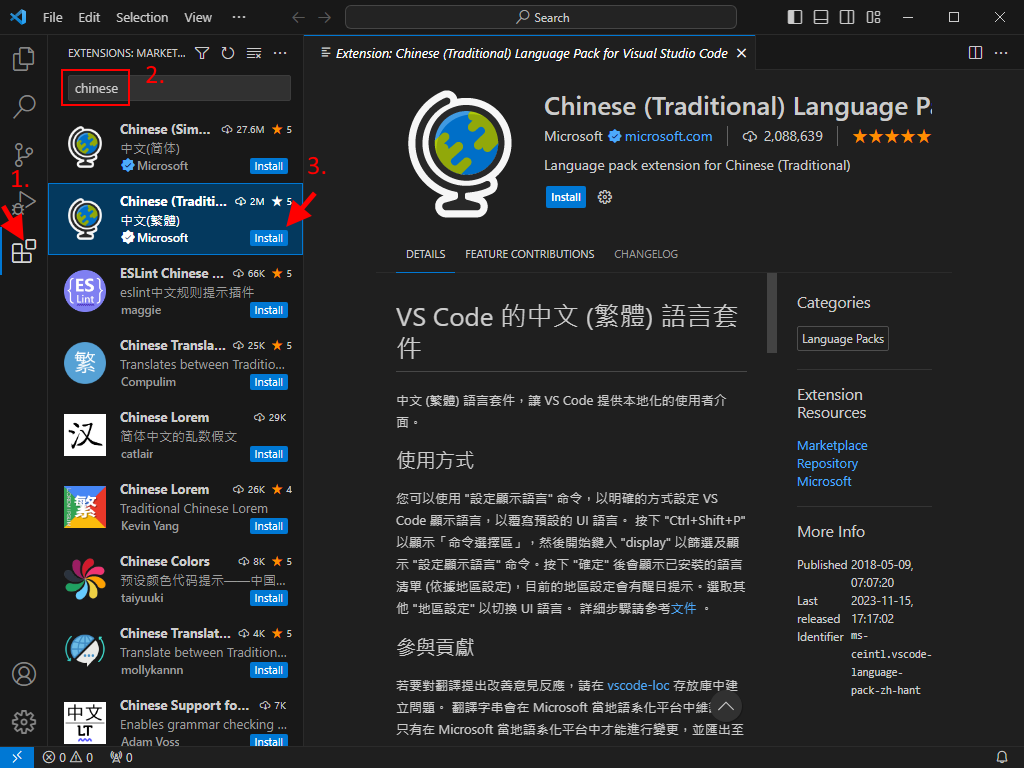 File Edit Selection View ··· Search
EXTENSIONS: MARKET... ···
chinese
2.
Chinese (Sim... 27.6M ★ 5
中文(简体)
Microsoft Install
1.
Chinese (Traditi... 2M ★ 5
中文(繁體)
Microsoft Install
3.
{ES}
Lint
ESLint Chinese ... 66K ★ 5
eslint中文规则提示插件
maggie Install
繁
Chinese Transla... 25K ★ 5
Translates between Traditio...
Compulim Install
汉
Chinese Lorem 29K
简体中文的乱数假文
catlair Install
繁
Chinese Lorem 26K ★ 4
Traditional Chinese Lorem
Kevin Yang Install
Chinese Colors 8K ★ 5
预设颜色代码提示——中国...
taiyuuki Install
Chinese Translat... 4K ★ 5
Translate between Tradition...
mollykannn Install
中文
LT
Chinese Support fo... 7K
Enables grammar checking ...
Adam Voss Install
Extension: Chinese (Traditional) Language Pack for Visual Studio Code
Chinese (Traditional) Language P
Microsoft microsoft.com 2,088,639 ★★★★★
Language pack extension for Chinese (Traditional)
Install
DETAILS FEATURE CONTRIBUTIONS CHANGELOG
VS Code 的中文 (繁體) 語言套
件
中文 (繁體) 語言套件，讓 VS Code 提供本地化的使用者介
面。
使用方式
您可以使用 "設定顯示語言" 命令，以明確的方式設定 VS
Code 顯示語言，以覆寫預設的 UI 語言。 按下 "Ctrl+Shift+P"
以顯示「命令選擇區」，然後開始鍵入 "display" 以篩選及顯
示 "設定顯示語言" 命令。按下 "確定" 後會顯示已安裝的語言
清單 (依據地區設定)，目前的地區設定會有醒目提示。選取其
他 "地區設定" 以切換 UI 語言。 詳細步驟請參考文件 。
參與貢獻
若要對翻譯提出改善意見反應，請在 vscode-loc 存放庫中建
立問題。 翻譯字串會在 Microsoft 當地語系化平台中維
只有在 Microsoft 當地語系化平台中才能進行變更，並匯出至
Categories
Language Packs
Extension
Resources
Marketplace
Repository
Microsoft
More Info
Published 2018-05-09,
07:07:20
Last 2023-11-15,
released 17:17:02
Identifier ms-
ceintl.vscode-
language-
pack-zh-hant
0 0 0